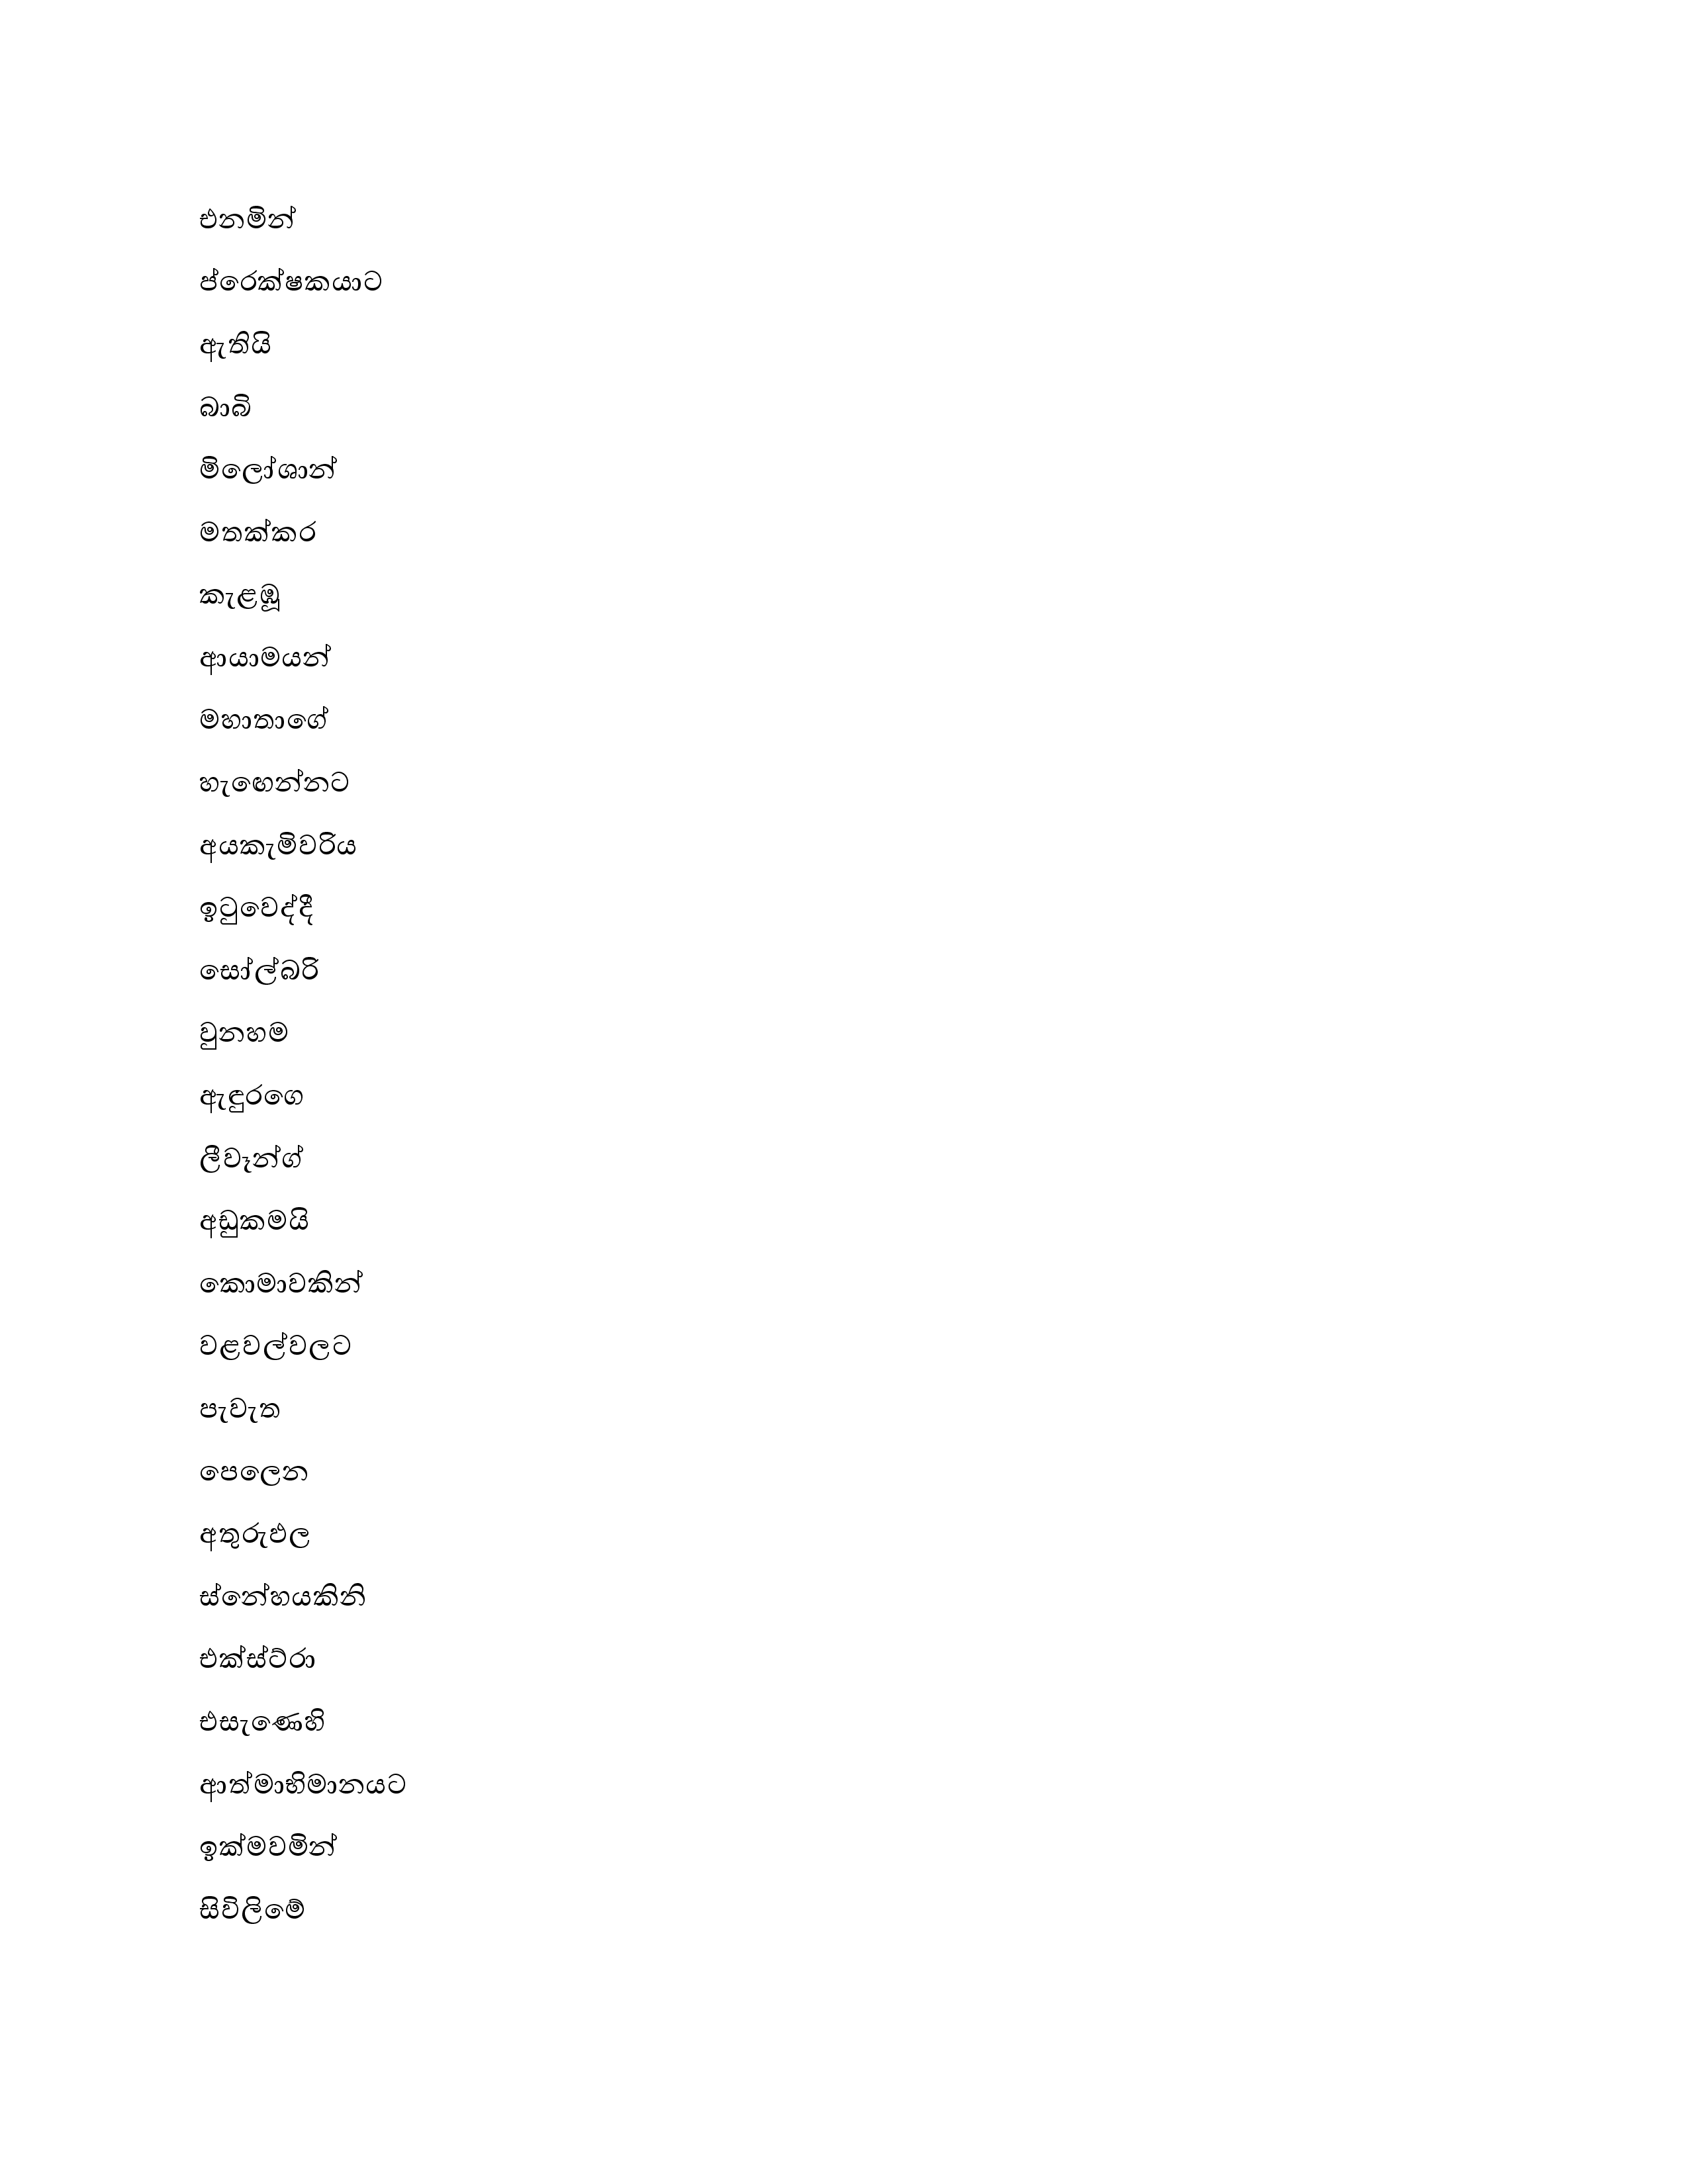 එනමින්
ප්රෙක්ෂකයාට
ඇතියි
බාබි
මිලෝශාන්
මතක්කර
කැළඹූ
ආයාමයන්
මහාතාගේ
හැඟෙන්නට
අයකැමිවරිය
ඉටුවෙද්දී
සෝල්බරි
වුනහම
ඇඳුරගෙ
ලීවෑන්ග්
අඩුකමයි
කොමාවකින්
වළවල්වලට
පැවැත
පෙලෙන
අතුරුඵල
ස්නේහයකිනි
එක්ස්ට්රා
එසැණෙහි
ආත්මාභිමානයට
ඉක්මවමින්
සිවිලිමේ